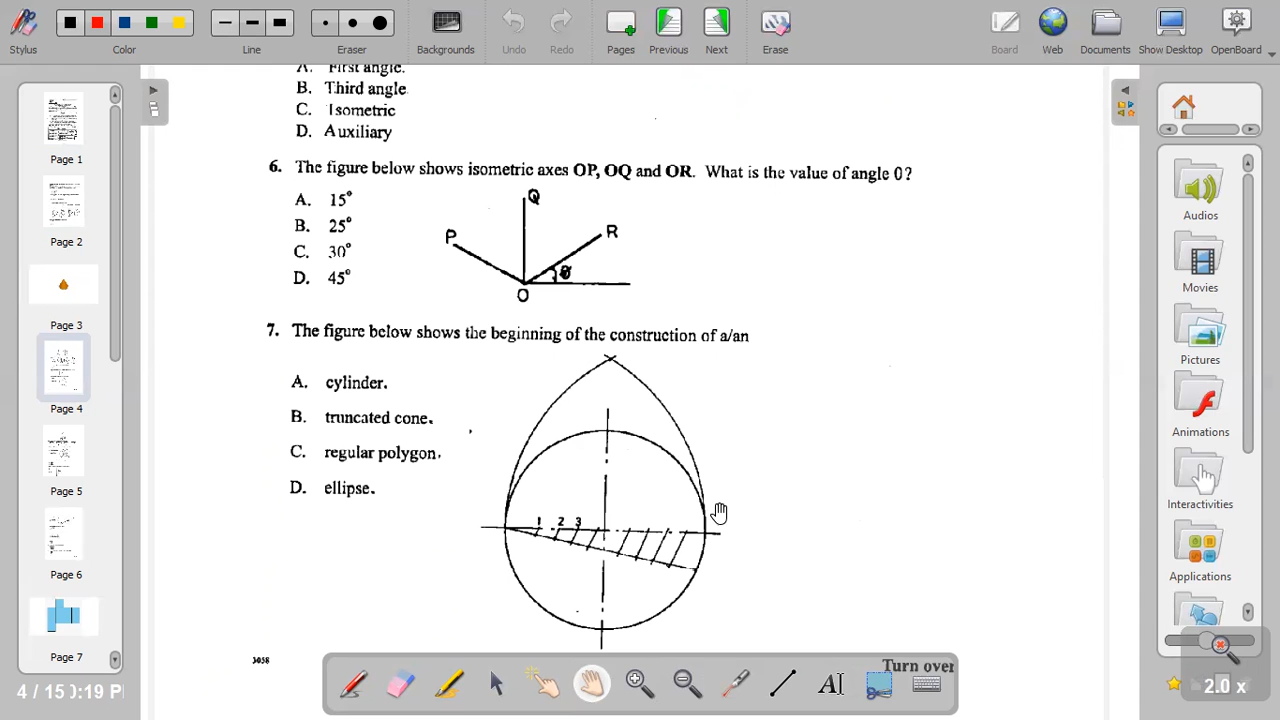 Stylus
Color
Line
Eraser
Backgrounds
Undo
Redo
Pages
Previous
Next
Erase
Board
Web
Documents
Show Desktop
OpenBoard
Page 1
Page 2
Page 3
Page 4
Page 5
Page 6
Page 7
4 / 15
A. First angle.
B. Third angle
C. Isometric
D. Auxiliary
6. The figure below shows isometric axes OP, OQ and OR. What is the value of angle θ?
A. 15°
B. 25°
C. 30°
D. 45°
Q
P
R
θ
O
7. The figure below shows the beginning of the construction of a/an
A. cylinder.
B. truncated cone.
C. regular polygon.
D. ellipse.
1 2 3
3058
Turn over
Audios
Movies
Pictures
Animations
Interactivities
Applications
2.0 x